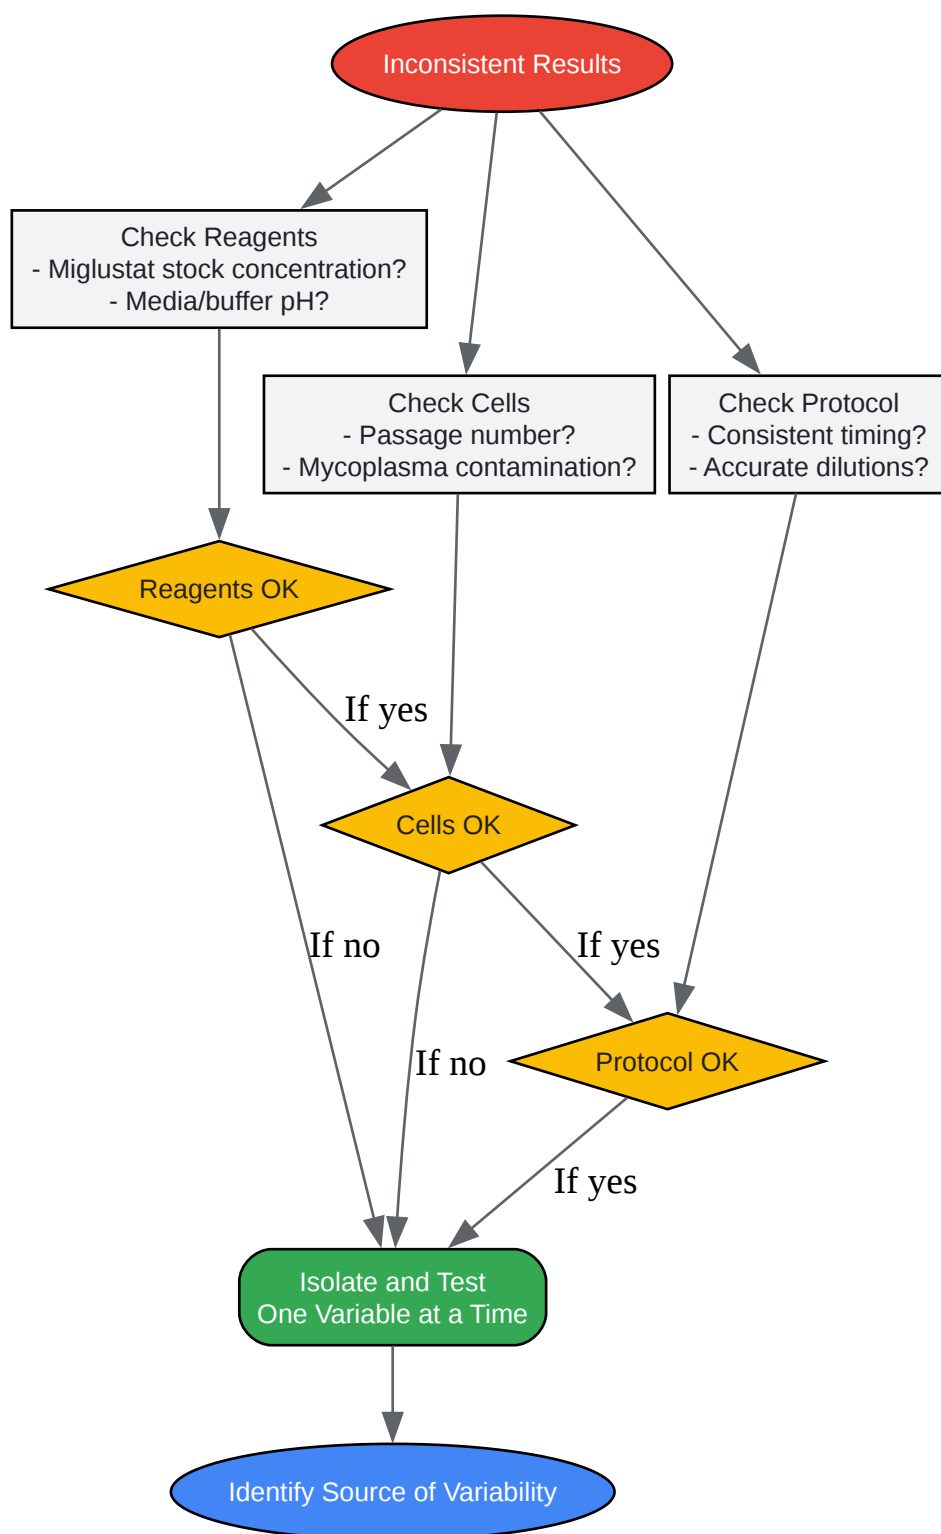 Inconsistent Results
Check Reagents
- Miglustat stock concentration?
- Media/buffer pH?
Check Cells
- Passage number?
- Mycoplasma contamination?
Check Protocol
- Consistent timing?
- Accurate dilutions?
Reagents OK
If yes
Cells OK
If no
If yes
Protocol OK
If no
If yes
Isolate and Test
One Variable at a Time
Identify Source of Variability